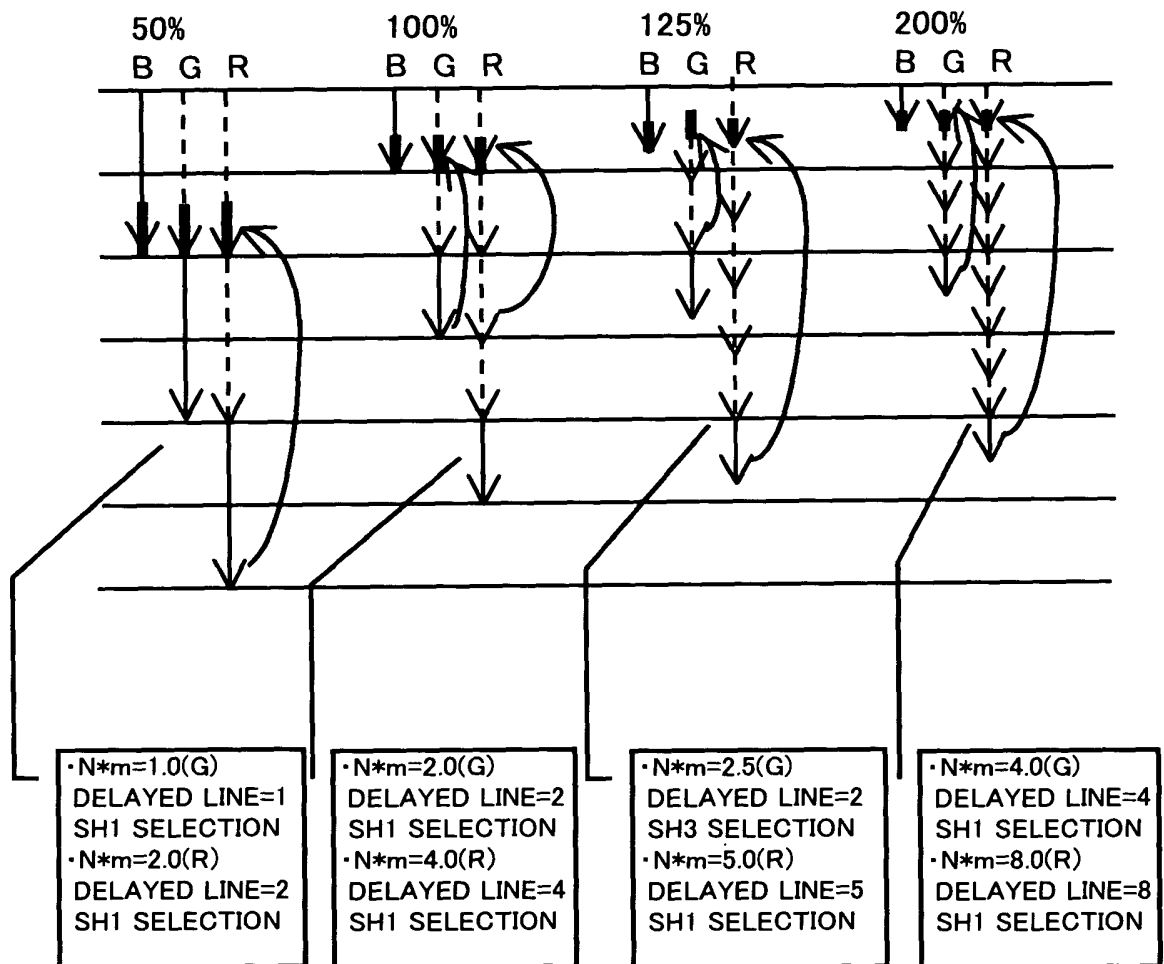 50% 100% 125% 200%
B G R B G R B G R B G R
·N*m=1.0(G)
DELAYED LINE=1
SH1 SELECTION
·N*m=2.0(R)
DELAYED LINE=2
SH1 SELECTION
·N*m=2.0(G)
DELAYED LINE=2
SH1 SELECTION
·N*m=4.0(R)
DELAYED LINE=4
SH1 SELECTION
·N*m=2.5(G)
DELAYED LINE=2
SH3 SELECTION
·N*m=5.0(R)
DELAYED LINE=5
SH1 SELECTION
·N*m=4.0(G)
DELAYED LINE=4
SH1 SELECTION
·N*m=8.0(R)
DELAYED LINE=8
SH1 SELECTION